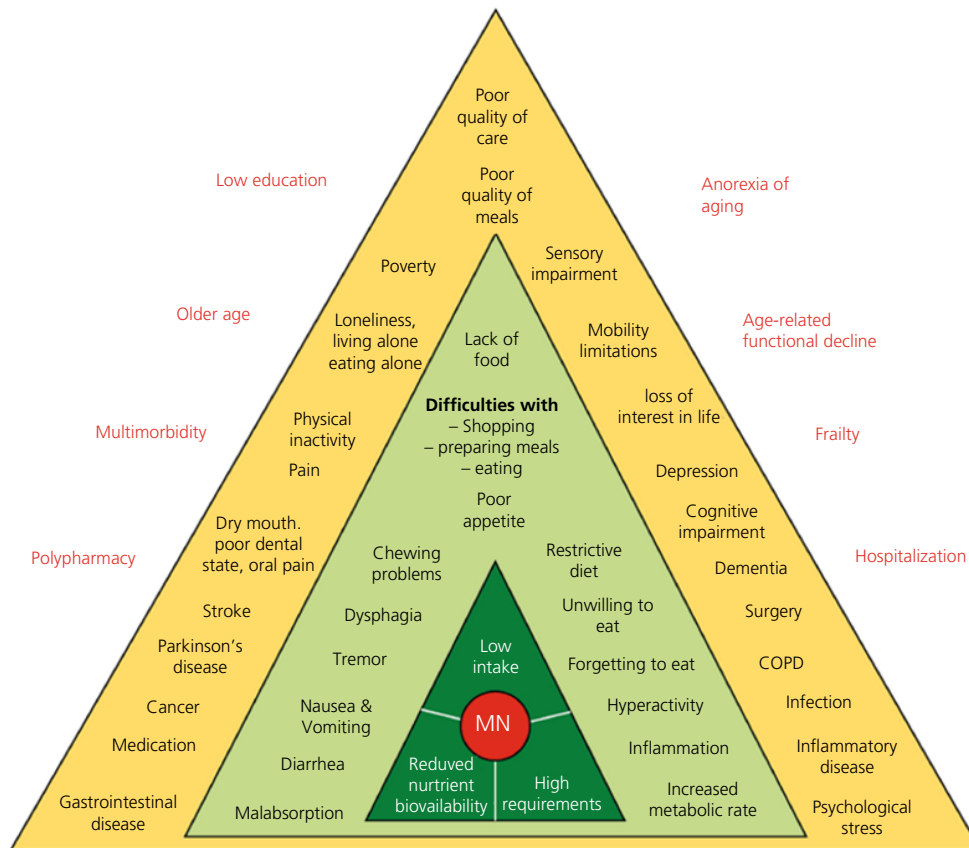 Poor
quality of
care
Poor
quality of
meals
Low education
Anorexia of
aging
Poverty
Sensory
impairment
Older age
Loneliness,
living alone
eating alone
Lack of
food
Mobility
limitations
Age-related
functional decline
Multimorbidity
Physical
inactivity
Pain
Difficulties with
– Shopping
– preparing meals
– eating
Poor
appetite
loss of
interest in life
Frailty
Depression
Cognitive
impairment
Polypharmacy
Dry mouth.
poor dental
state, oral pain
Chewing
problems
Restrictive
diet
Dementia
Hospitalization
Stroke
Dysphagia
Unwilling to
eat
Surgery
Parkinson's
disease
Tremor
Low
intake
Forgetting to eat
COPD
Cancer
Nausea &
Vomiting
MN
Hyperactivity
Infection
Medication
Diarrhea
Reduved
nurtrient
biovailability
High
requirements
Inflammation
Inflammatory
disease
Gastrointestinal
disease
Malabsorption
Increased
metabolic rate
Psychological
stress